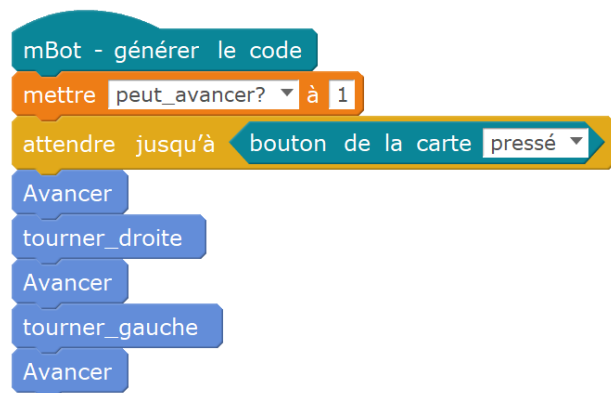 mBot - générer le code
mettre peut_avancer? à 1
attendre jusqu’à bouton de la carte pressé
Avancer
tourner_droite
Avancer
tourner_gauche
Avancer